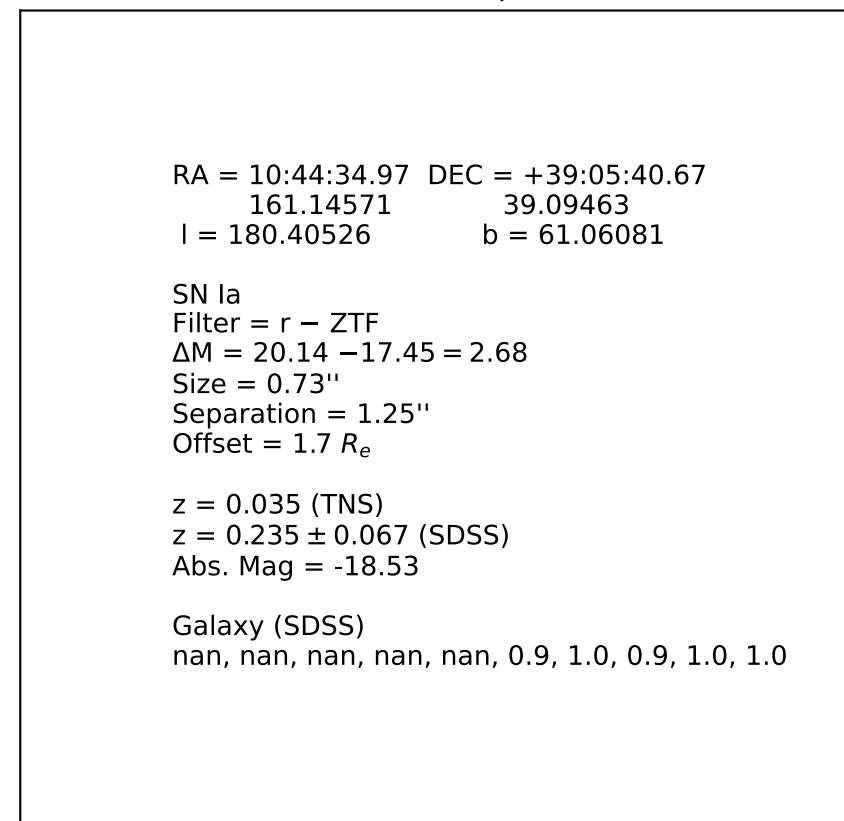 RA = 10:44:34.97 DEC = +39:05:40.67
161.14571 39.09463
l = 180.40526 b = 61.06081
SN Ia
Filter = r − ZTF
ΔM = 20.14 −17.45 = 2.68
Size = 0.73''
Separation = 1.25''
Offset = 1.7 Rₑ
z = 0.035 (TNS)
z = 0.235 ± 0.067 (SDSS)
Abs. Mag = -18.53
Galaxy (SDSS)
nan, nan, nan, nan, nan, 0.9, 1.0, 0.9, 1.0, 1.0